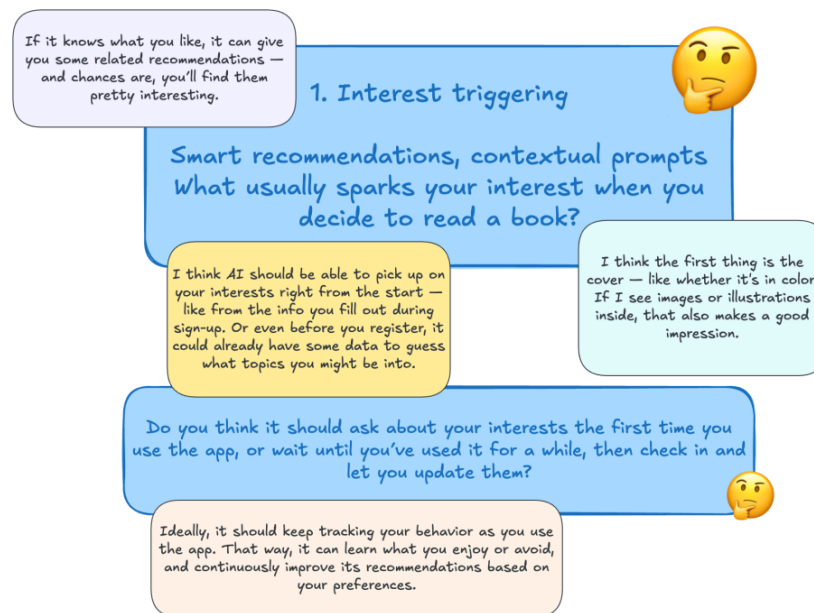 If it knows what you like, it can give
you some related recommendations —
and chances are, you'll find them
pretty interesting.
1. Interest triggering
Smart recommendations, contextual prompts
What usually sparks your interest when you
decide to read a book?
I think AI should be able to pick up on
your interests right from the start —
like from the info you fill out during
sign-up. Or even before you register, it
could already have some data to guess
what topics you might be into.
I think the first thing is the
cover — like whether it's in color.
If I see images or illustrations
inside, that also makes a good
impression.
Do you think it should ask about your interests the first time you
use the app, or wait until you've used it for a while, then check in and
let you update them?
Ideally, it should keep tracking your behavior as you use
the app. That way, it can learn what you enjoy or avoid,
and continuously improve its recommendations based on
your preferences.